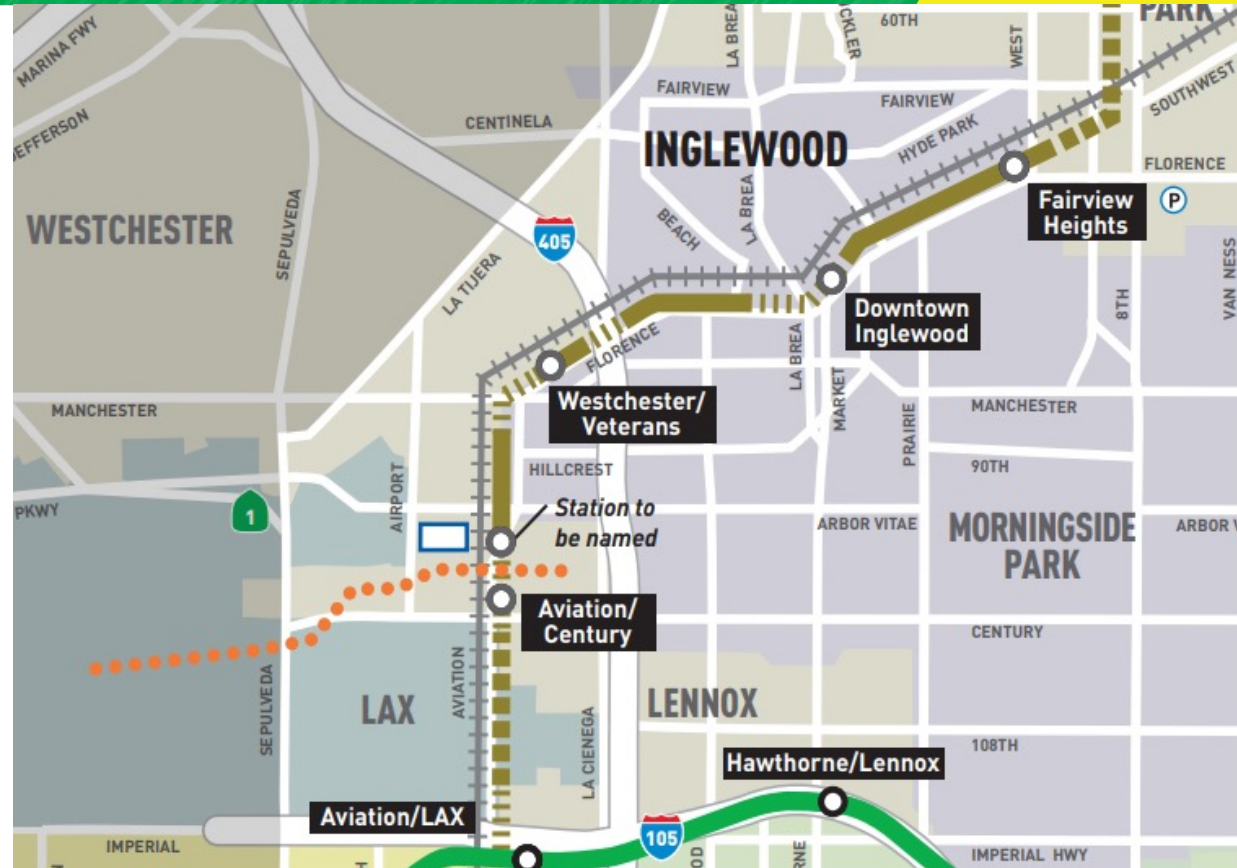 PARK
60TH
LA BREA
WEST
MARINA FWY
FAIRVIEW
FAIRVIEW
SOUTHWEST
JEFFERSON
CENTINELA
INGLEWOOD
HYDE PARK
FLORENCE
Fairview
Heights
P
WESTCHESTER
SEPULVEDA
405
BEACH
LA BREA
VAN NESS
LA TIJERA
8TH
Downtown
Inglewood
FLORENCE
LA BREA
MARKET
Westchester/
Veterans
MANCHESTER
MANCHESTER
PRAIRIE
HILLCREST
90TH
AIRPORT
Station to
be named
PKWY
1
ARBOR VITAE
MORNINGSIDE
PARK
ARBOR
Aviation/
Century
CENTURY
SEPULVEDA
LAX
AVIATION
LENNOX
LA CIENEGA
108TH
Hawthorne/Lennox
Aviation/LAX
105
IMPERIAL
IMPERIAL HWY